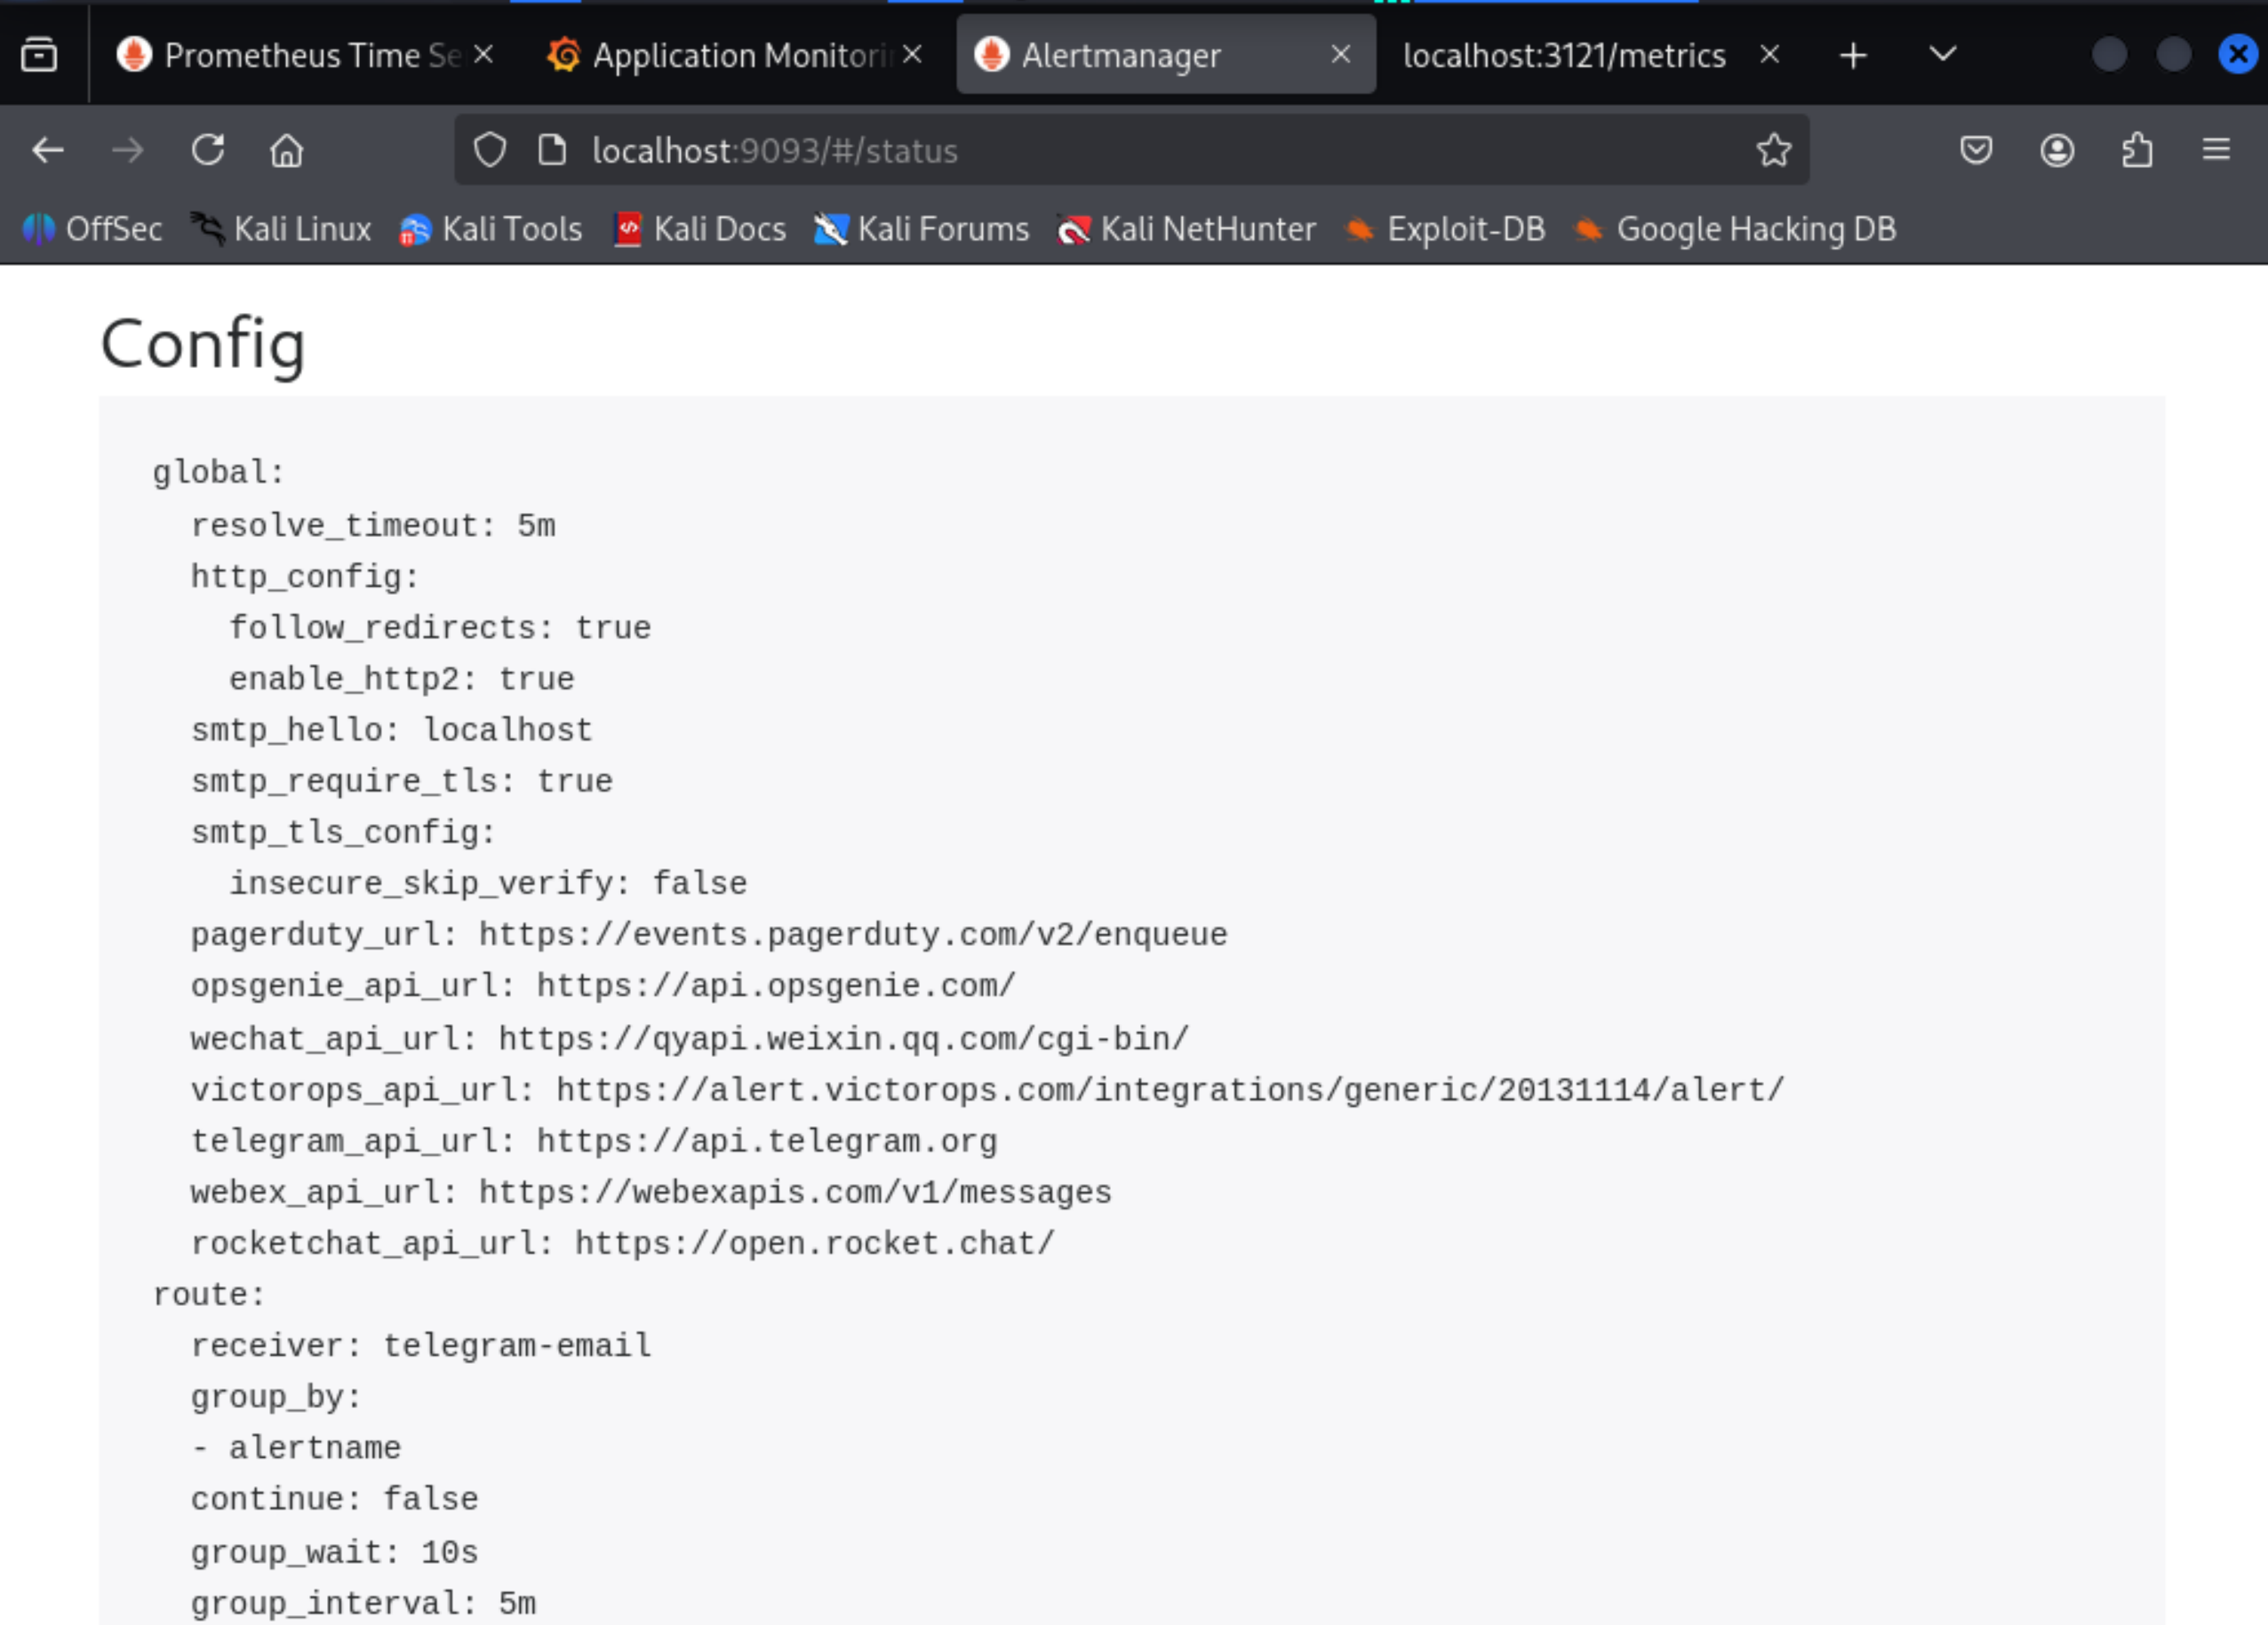 Prometheus Time Se
Application Monitorin
Alertmanager
localhost:3121/metrics
localhost:9093/#/status
OffSec
Kali Linux
Kali Tools
Kali Docs
Kali Forums
Kali NetHunter
Exploit-DB
Google Hacking DB
Config
global:
  resolve_timeout: 5m
  http_config:
    follow_redirects: true
    enable_http2: true
  smtp_hello: localhost
  smtp_require_tls: true
  smtp_tls_config:
    insecure_skip_verify: false
  pagerduty_url: https://events.pagerduty.com/v2/enqueue
  opsgenie_api_url: https://api.opsgenie.com/
  wechat_api_url: https://qyapi.weixin.qq.com/cgi-bin/
  victorops_api_url: https://alert.victorops.com/integrations/generic/20131114/alert/
  telegram_api_url: https://api.telegram.org
  webex_api_url: https://webexapis.com/v1/messages
  rocketchat_api_url: https://open.rocket.chat/
route:
  receiver: telegram-email
  group_by:
  - alertname
  continue: false
  group_wait: 10s
  group_interval: 5m